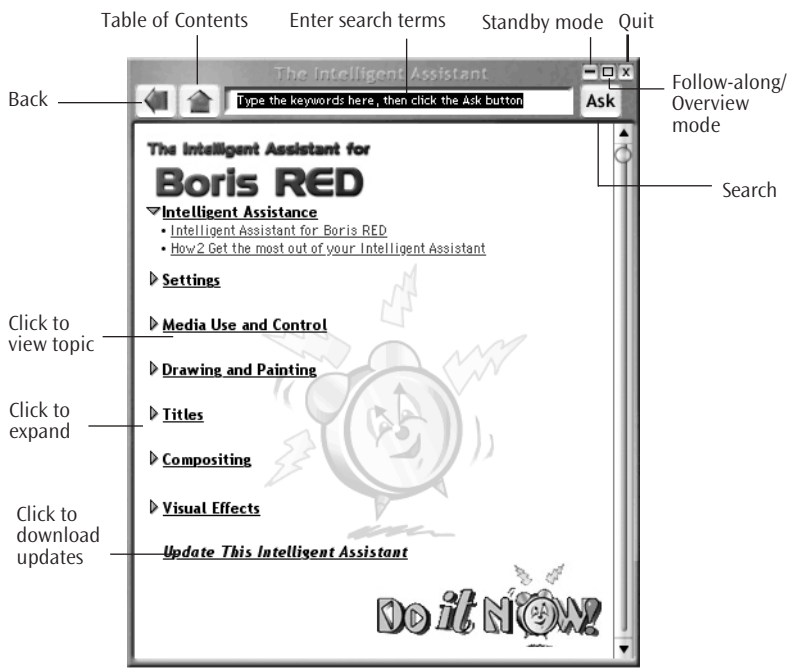 Table of Contents
Enter search terms
Standby mode
Quit
The Intelligent Assistant
x
Back
Type the keywords here, then click the Ask button
Ask
Follow-along/
Overview
mode
Search
The Intelligent Assistant for
Boris RED
Intelligent Assistance
• Intelligent Assistant for Boris RED
• How2 Get the most out of your Intelligent Assistant
Settings
Click to
view topic
Media Use and Control
Drawing and Painting
Click to
expand
Titles
Compositing
Visual Effects
Click to
download
updates
Update This Intelligent Assistant
Do it NOW!